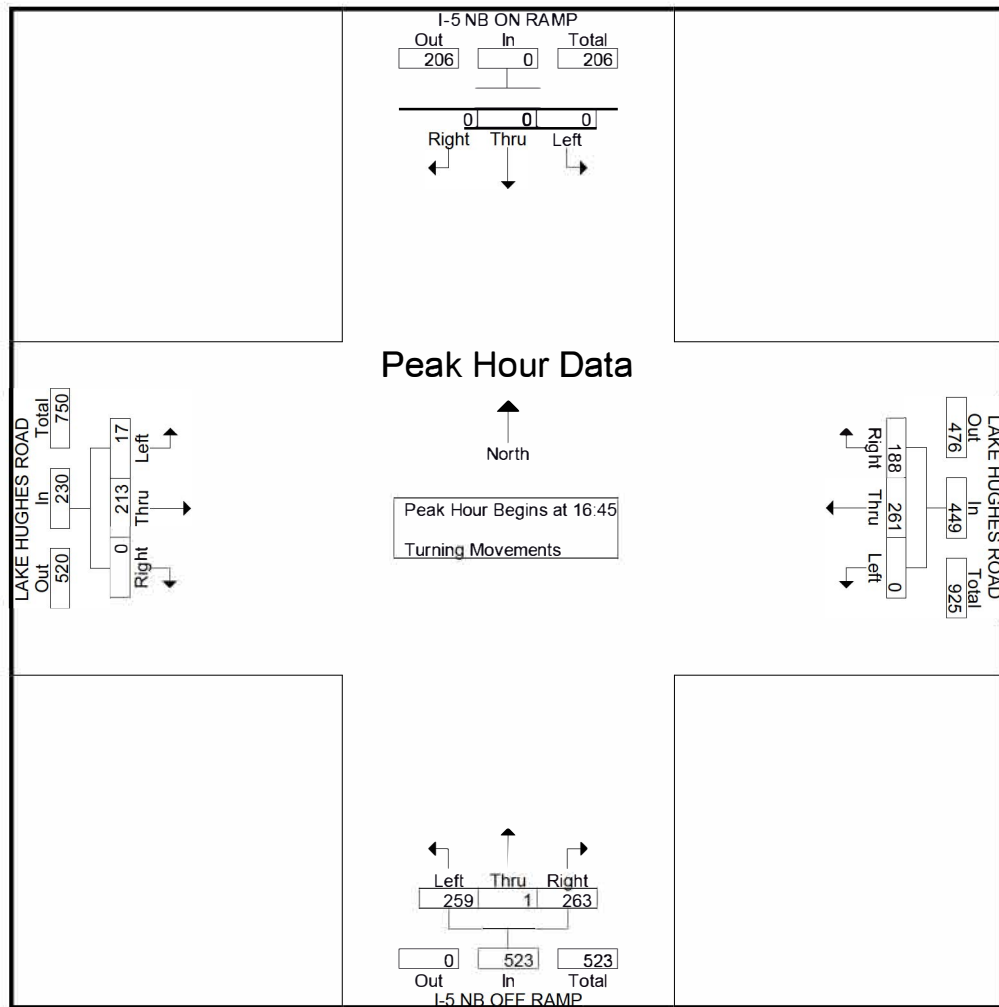 I-5 NB ON RAMP
Out In Total
206 0 206
0 0 0
Right Thru Left
Peak Hour Data
North
Peak Hour Begins at 16:45
Turning Movements
LAKE HUGHES ROAD
Out In Total
520 230 750
17 213 0
Left Thru Right
LAKE HUGHES ROAD
Out In Total
476 449 925
188 261 0
Right Thru Left
Left Thru Right
259 1 263
0 523 523
Out In Total
I-5 NB OFF RAMP